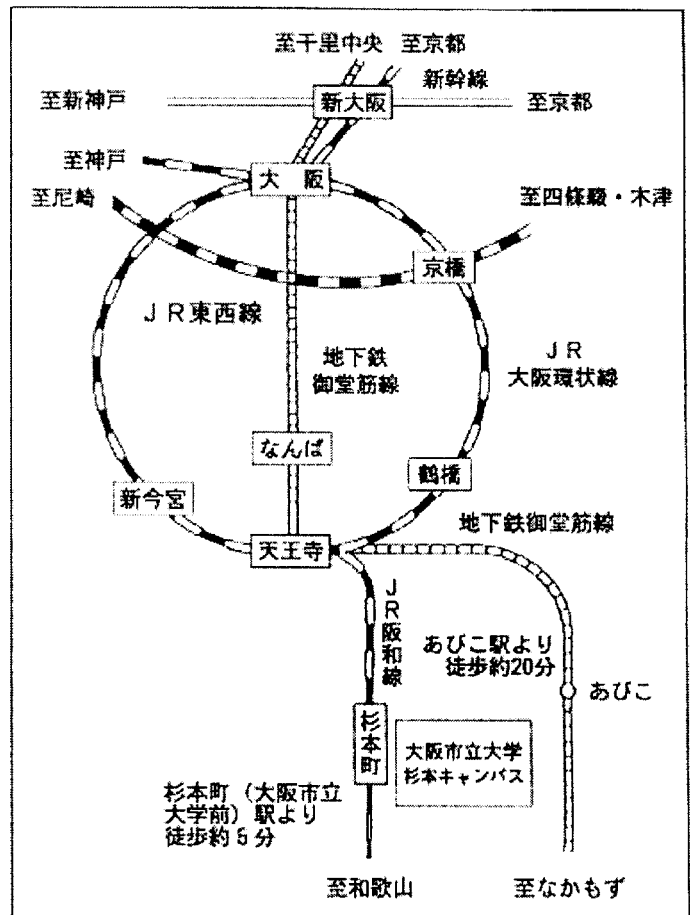 至千里中央 至京都
新幹線
至新神戸
新大阪
至京都
至神戸
大 阪
至尼崎
至四條畷・木津
京橋
JR東西線
地下鉄
御堂筋線
JR
大阪環状線
なんば
鶴橋
新今宮
地下鉄御堂筋線
天王寺
JR阪和線
あびこ駅より
徒歩約20分
あびこ
杉本町
大阪市立大学
杉本キャンパス
杉本町（大阪市立
大学前）駅より
徒歩約5分
至和歌山
至なかもず